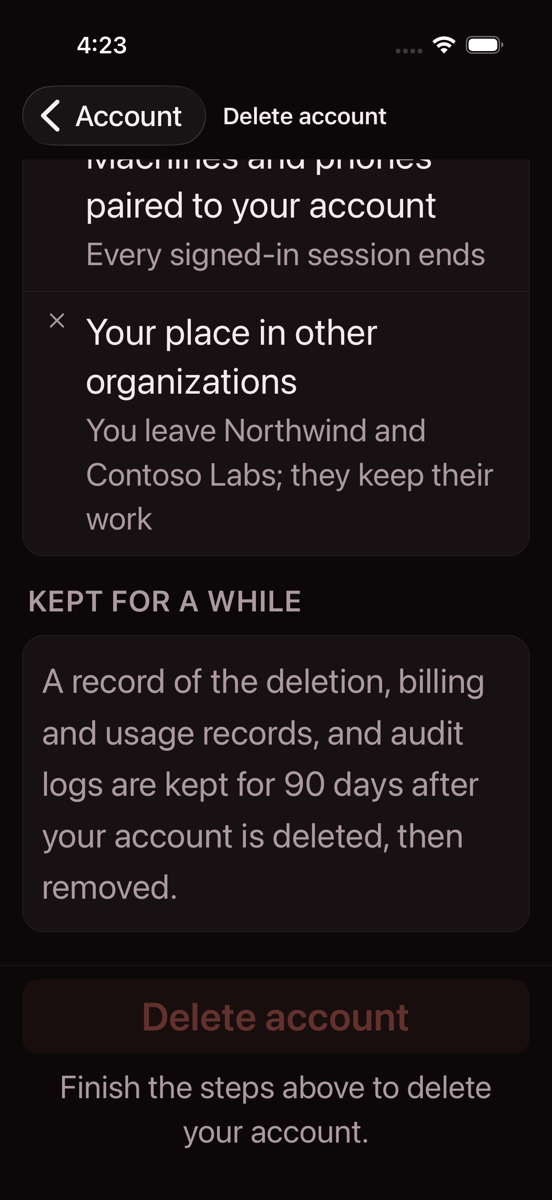 4:23
Account
Delete account
Machines and phones
paired to your account
Every signed-in session ends
Your place in other
organizations
You leave Northwind and
Contoso Labs; they keep their
work
KEPT FOR A WHILE
A record of the deletion, billing
and usage records, and audit
logs are kept for 90 days after
your account is deleted, then
removed.
Delete account
Finish the steps above to delete
your account.